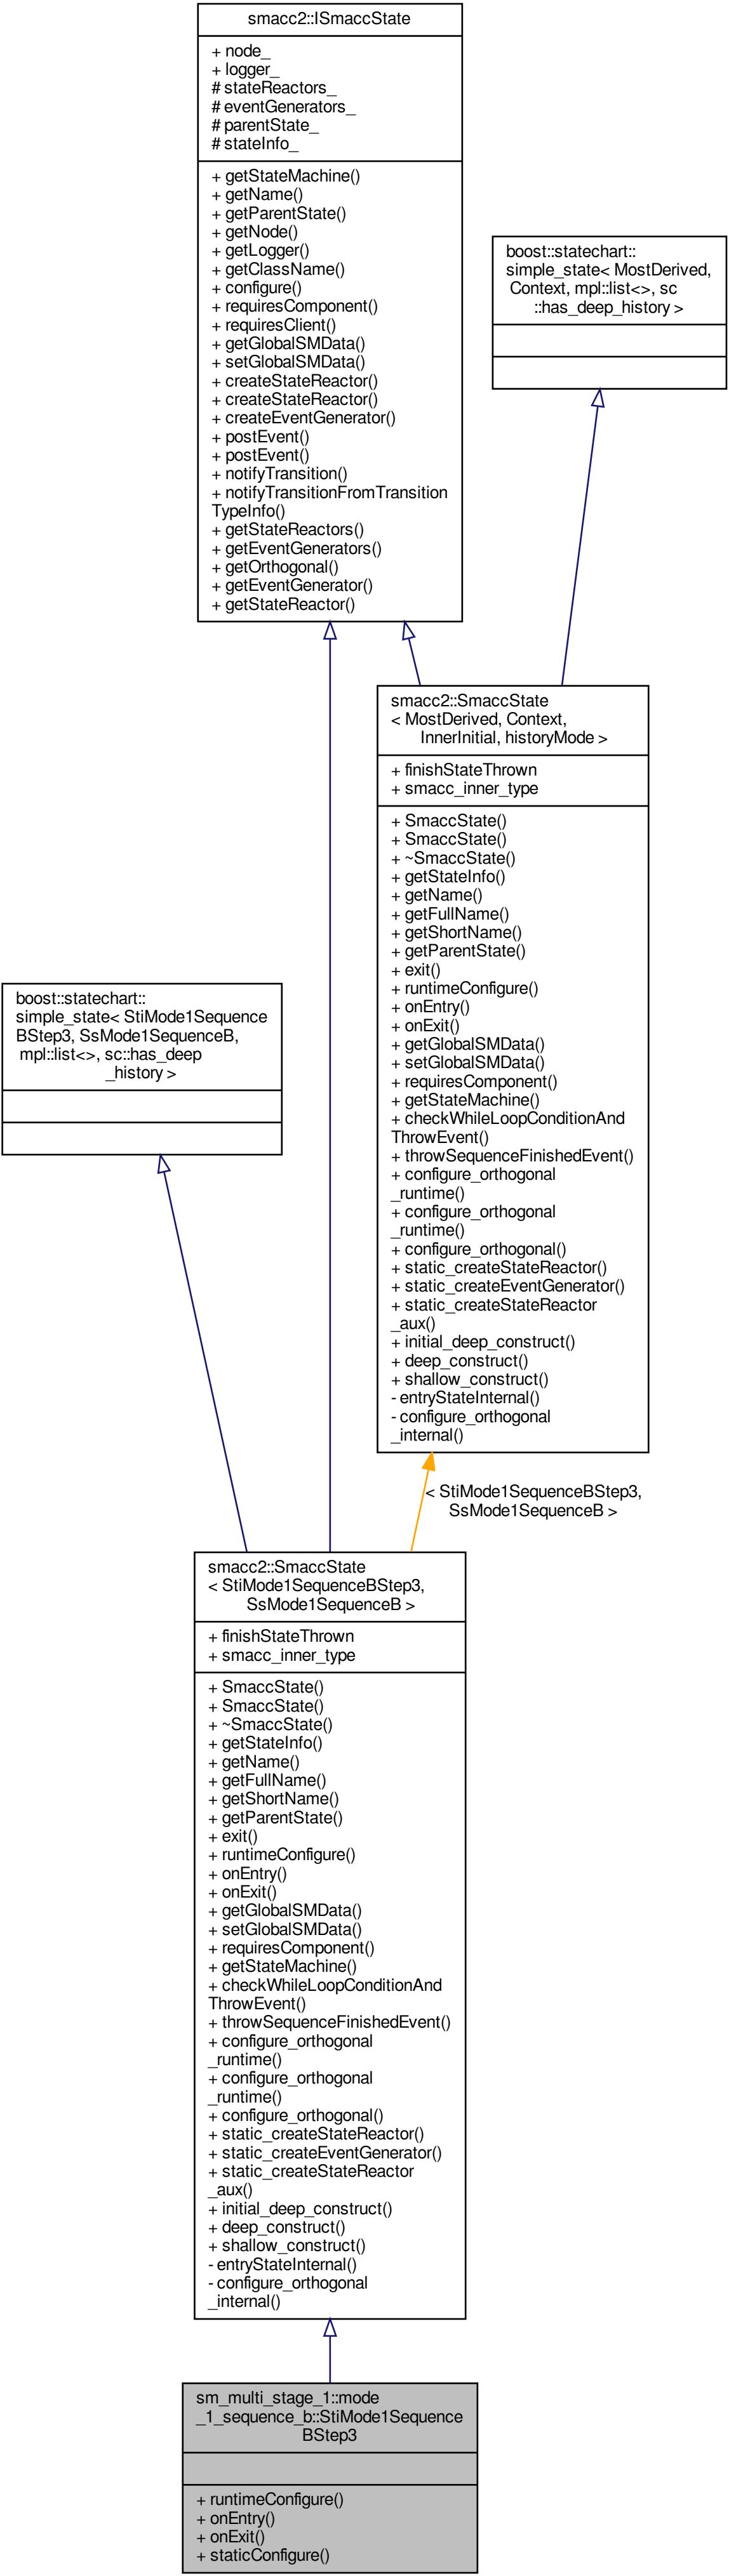 smacc2::ISmaccState
+ node_
+ logger_
# stateReactors_
# eventGenerators_
# parentState_
# stateInfo_
+ getStateMachine()
+ getName()
+ getParentState()
+ getNode()
+ getLogger()
+ getClassName()
+ configure()
+ requiresComponent()
+ requiresClient()
+ getGlobalSMData()
+ setGlobalSMData()
+ createStateReactor()
+ createStateReactor()
+ createEventGenerator()
+ postEvent()
+ postEvent()
+ notifyTransition()
+ notifyTransitionFromTransition
TypeInfo()
+ getStateReactors()
+ getEventGenerators()
+ getOrthogonal()
+ getEventGenerator()
+ getStateReactor()
boost::statechart::
simple_state< MostDerived,
Context, mpl::list<>, sc
::has_deep_history >
smacc2::SmaccState
< MostDerived, Context,
InnerInitial, historyMode >
+ finishStateThrown
+ smacc_inner_type
+ SmaccState()
+ SmaccState()
+ ~SmaccState()
+ getStateInfo()
+ getName()
+ getFullName()
+ getShortName()
+ getParentState()
+ exit()
+ runtimeConfigure()
+ onEntry()
+ onExit()
+ getGlobalSMData()
+ setGlobalSMData()
+ requiresComponent()
+ getStateMachine()
+ checkWhileLoopConditionAnd
ThrowEvent()
+ throwSequenceFinishedEvent()
+ configure_orthogonal
_runtime()
+ configure_orthogonal
_runtime()
+ configure_orthogonal()
+ static_createStateReactor()
+ static_createEventGenerator()
+ static_createStateReactor
_aux()
+ initial_deep_construct()
+ deep_construct()
+ shallow_construct()
- entryStateInternal()
- configure_orthogonal
_internal()
boost::statechart::
simple_state< StiMode1Sequence
BStep3, SsMode1SequenceB,
mpl::list<>, sc::has_deep
_history >
< StiMode1SequenceBStep3,
SsMode1SequenceB >
smacc2::SmaccState
< StiMode1SequenceBStep3,
SsMode1SequenceB >
+ finishStateThrown
+ smacc_inner_type
+ SmaccState()
+ SmaccState()
+ ~SmaccState()
+ getStateInfo()
+ getName()
+ getFullName()
+ getShortName()
+ getParentState()
+ exit()
+ runtimeConfigure()
+ onEntry()
+ onExit()
+ getGlobalSMData()
+ setGlobalSMData()
+ requiresComponent()
+ getStateMachine()
+ checkWhileLoopConditionAnd
ThrowEvent()
+ throwSequenceFinishedEvent()
+ configure_orthogonal
_runtime()
+ configure_orthogonal
_runtime()
+ configure_orthogonal()
+ static_createStateReactor()
+ static_createEventGenerator()
+ static_createStateReactor
_aux()
+ initial_deep_construct()
+ deep_construct()
+ shallow_construct()
- entryStateInternal()
- configure_orthogonal
_internal()
sm_multi_stage_1::mode
_1_sequence_b::StiMode1Sequence
BStep3
+ runtimeConfigure()
+ onEntry()
+ onExit()
+ staticConfigure()